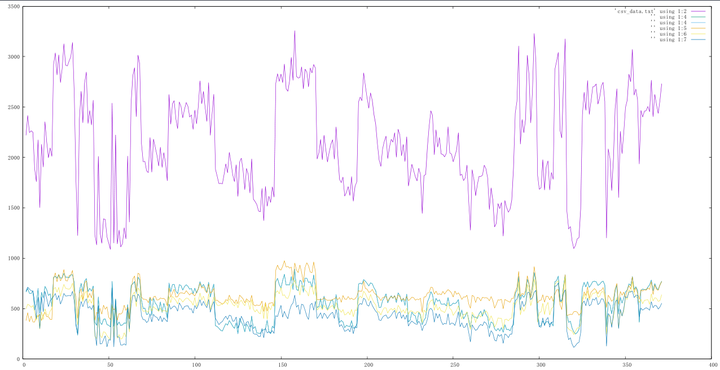 3500
'csv_data.txt' using 1:2
'' using 1:4
'' using 1:4
'' using 1:5
'' using 1:6
'' using 1:7
3000
2500
2000
1500
1000
500
0
0 50 100 150 200 250 300 350 400